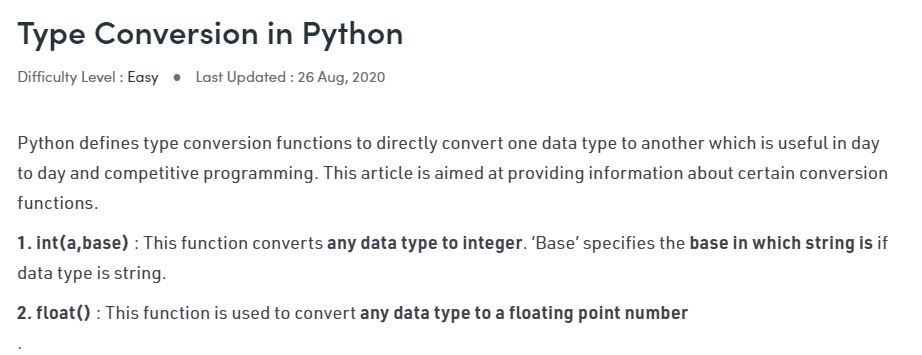 Type Conversion in Python
Difficulty Level : Easy ● Last Updated : 26 Aug, 2020
Python defines type conversion functions to directly convert one data type to another which is useful in day
to day and competitive programming. This article is aimed at providing information about certain conversion
functions.
1. int(a,base) : This function converts any data type to integer. ‘Base’ specifies the base in which string is if
data type is string.
2. float() : This function is used to convert any data type to a floating point number
.